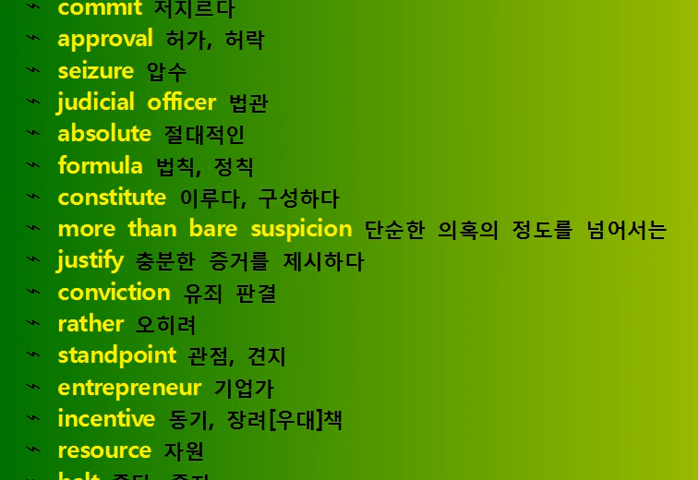 commit 저지르다
approval 허가, 허락
seizure 압수
judicial officer 법관
absolute 절대적인
formula 법칙, 정칙
constitute 이루다, 구성하다
more than bare suspicion 단순한 의혹의 정도를 넘어서는
justify 충분한 증거를 제시하다
conviction 유죄 판결
rather 오히려
standpoint 관점, 견지
entrepreneur 기업가
incentive 동기, 장려[우대]책
resource 자원